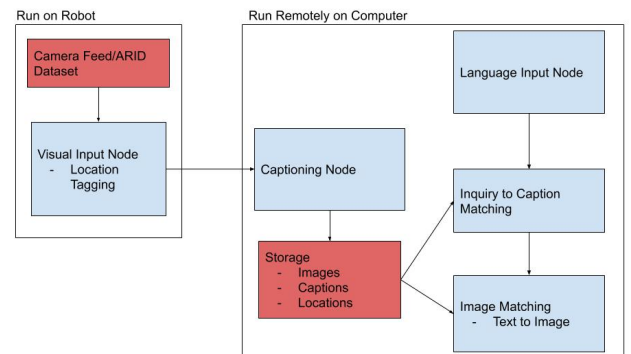 Run on Robot
Run Remotely on Computer
Camera Feed/ARID
Dataset
Visual Input Node
- Location
Tagging
Captioning Node
Storage
- Images
- Captions
- Locations
Language Input Node
Inquiry to Caption
Matching
Image Matching
- Text to Image